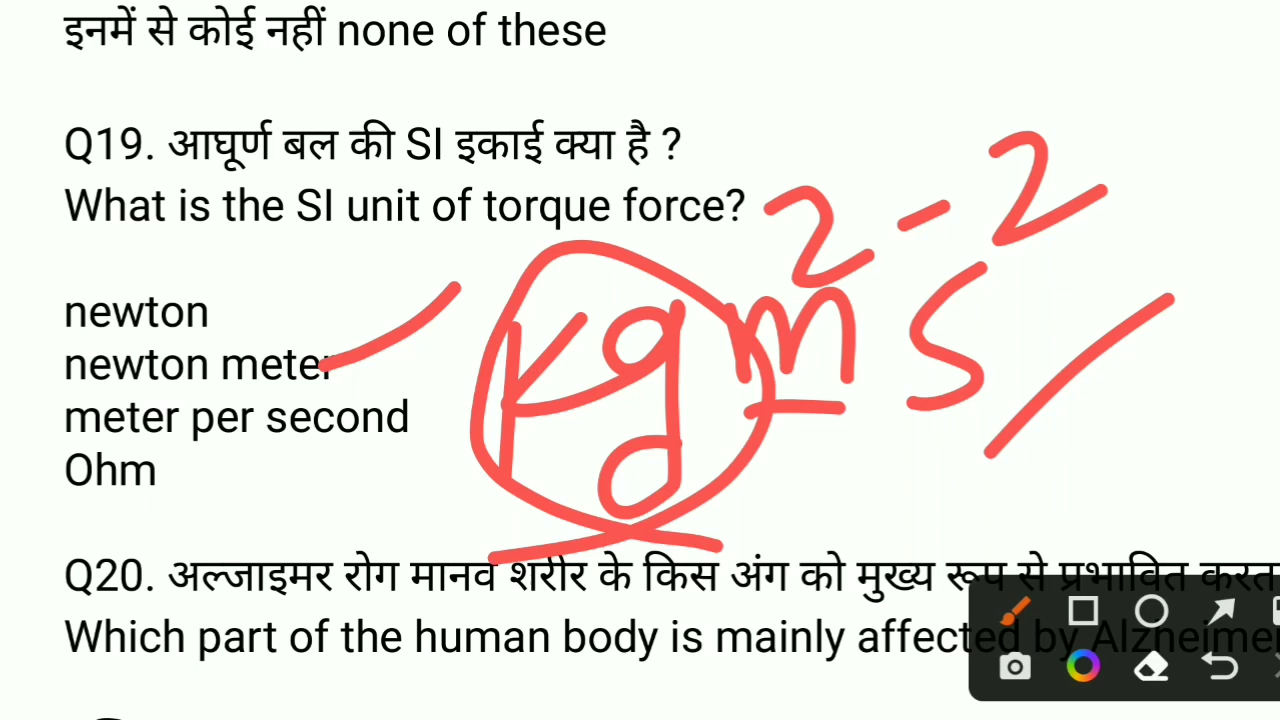 इनमें से कोई नहीं none of these
Q19. आघूर्ण बल की SI इकाई क्या है ?
What is the SI unit of torque force?
newton
newton meter
meter per second
Ohm
kg m² s⁻²
Q20. अल्जाइमर रोग मानव शरीर के किस अंग को मुख्य रूप से प्रभावित करता
Which part of the human body is mainly affected by Alzheime